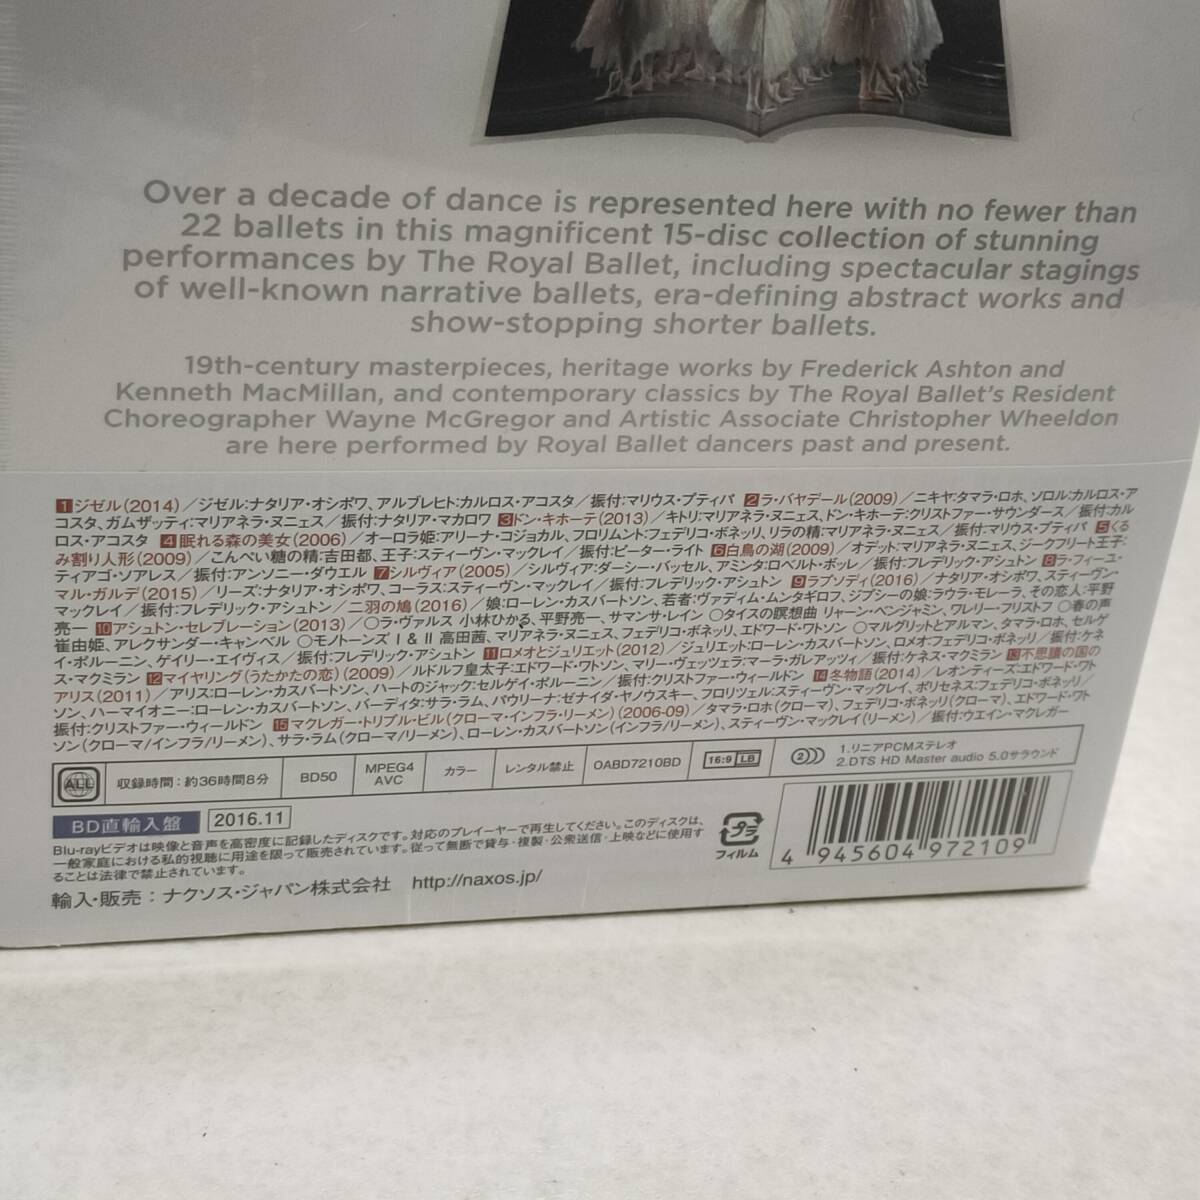 Over a decade of dance is represented here with no fewer than
22 ballets in this magnificent 15-disc collection of stunning
performances by The Royal Ballet, including spectacular stagings
of well-known narrative ballets, era-defining abstract works and
show-stopping shorter ballets.
19th-century masterpieces, heritage works by Frederick Ashton and
Kenneth MacMillan, and contemporary classics by The Royal Ballet's Resident
Choreographer Wayne McGregor and Artistic Associate Christopher Wheeldon
are here performed by Royal Ballet dancers past and present.
1 ジゼル(2014)/ジゼル:ナタリア・オシポワ、アルブレヒト:カルロス・アコスタ/振付:マリウス・プティパ 2 ラ・バヤデール(2009)/ニキヤ:タマラ・ロホ、ソロル:カルロス・ア
コスタ、ガムザッティ:マリアネラ・ヌニェス/振付:ナタリア・マカロワ 3 ドン・キホーテ(2013)/キトリ:マリアネラ・ヌニェス、ドン・キホーテ:クリストファー・サウンダース/振付:カル
ロス・アコスタ 4 眠れる森の美女(2006)/オーロラ姫:アリーナ・コジョカル、フロリムント:フェデリコ・ボネッリ、リラの精:マリアネラ・ヌニェス/振付:マリウス・プティパ 5 くる
み割り人形(2009)/こんぺい糖の精:吉田都、王子:スティーヴン・マックレイ/振付:ピーター・ライト 6 白鳥の湖(2009)/オデット:マリアネラ・ヌニェス、ジークフリート王子:
ティアゴ・ソアレス/振付:アンソニー・ダウエル 7 シルヴィア(2005)/シルヴィア:ダーシー・バッセル、アミンタ:ロベルト・ボッレ/振付:フレデリック・アシュトン 8 ラ・フィーユ・
マル・ガルデ(2015)/リーズ:ナタリア・オシポワ、コーラス:スティーヴン・マックレイ/振付:フレデリック・アシュトン 9 ラプソディ(2016)/ナタリア・オシポワ、スティーヴン・
マックレイ/振付:フレデリック・アシュトン/二羽の鳩(2016)/娘:ローレン・カスバートソン、若者:ヴァディム・ムンタギロフ、ジプシーの娘:ラウラ・モレーラ、その恋人:平野
亮一 10 アシュトン・セレブレーション(2013)/○ラ・ヴァルス 小林ひかる、平野亮一、サマンサ・レイン ○タイスの瞑想曲 リャーン・ベンジャミン、ワレリー・フリストフ ○春の声
崔由姫、アレクサンダー・キャンベル ○モノトーンズ I & II 高田茜、マリアネラ・ヌニェス、フェデリコ・ボネッリ、エドワード・ワトソン ○マルグリットとアルマン、タマラ・ロホ、セルゲ
イ・ポルーニン、ゲイリー・エイヴィス/振付:フレデリック・アシュトン 11 ロメオとジュリエット(2012)/ジュリエット:ローレン・カスバートソン、ロメオ:フェデリコ・ボネッリ/振付:ケネ
ス・マクミラン 12 マイヤリング(うたかたの恋)(2009)/ルドルフ皇太子:エドワード・ワトソン、マリー・ヴェッツェラ:マーラ・ガレアッツィ/振付:ケネス・マクミラン 13 不思議の国の
アリス(2011)/アリス:ローレン・カスバートソン、ハートのジャック:セルゲイ・ポルーニン/振付:クリストファー・ウィールドン 14 冬物語(2014)/レオンティーズ:エドワード・ワト
ソン、ハーマイオニー:ローレン・カスバートソン、パーディタ:サラ・ラム、パウリーナ:ゼナイダ・ヤノウスキー、フロリツェル:スティーヴン・マックレイ、ポリセネス:フェデリコ・ボネッリ/
振付:クリストファー・ウィールドン 15 マクレガー・トリプル・ビル(クローマ・インフラ・リーメン)(2006-09)/タマラ・ロホ(クローマ)、フェデリコ・ボネッリ(クローマ)、エドワード・ワト
ソン(クローマ/インフラ/リーメン)、サラ・ラム(クローマ/リーメン)、ローレン・カスバートソン(インフラ/リーメン)、スティーヴン・マックレイ(リーメン)/振付:ウエイン・マクレガー
ALL 収録時間:約36時間8分 BD50 MPEG4 AVC カラー レンタル禁止 OABD7210BD 16:9 LB 2 1.リニアPCMステレオ
2.DTS HD Master audio 5.0サラウンド
BD直輸入盤 2016.11
Blu-rayビデオは映像と音声を高密度に記録したディスクです。対応のプレイヤーで再生してください。このディスクは、
一般家庭における私的視聴に用途を限って販売されています。従って無断で貸与・複製・公衆送信・上映などに使用す
ることは法律で禁止されています。
輸入・販売:ナクソス・ジャパン株式会社 http://naxos.jp/
プラ
フィルム
4 945604 972109